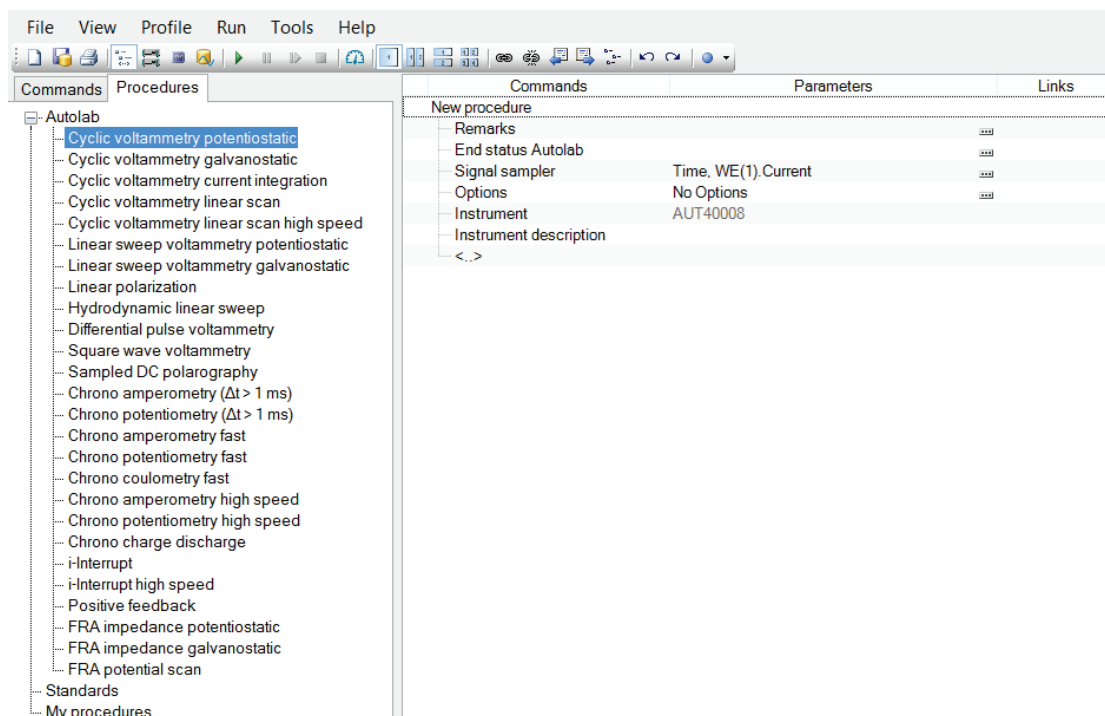 File View Profile Run Tools Help
Commands Procedures
Autolab
Cyclic voltammetry potentiostatic
Cyclic voltammetry galvanostatic
Cyclic voltammetry current integration
Cyclic voltammetry linear scan
Cyclic voltammetry linear scan high speed
Linear sweep voltammetry potentiostatic
Linear sweep voltammetry galvanostatic
Linear polarization
Hydrodynamic linear sweep
Differential pulse voltammetry
Square wave voltammetry
Sampled DC polarography
Chrono amperometry (Δt > 1 ms)
Chrono potentiometry (Δt > 1 ms)
Chrono amperometry fast
Chrono potentiometry fast
Chrono coulometry fast
Chrono amperometry high speed
Chrono potentiometry high speed
Chrono charge discharge
i-Interrupt
i-Interrupt high speed
Positive feedback
FRA impedance potentiostatic
FRA impedance galvanostatic
FRA potential scan
Standards
My procedures
Commands Parameters Links
New procedure
Remarks ...
End status Autolab ...
Signal sampler Time, WE(1).Current ...
Options No Options ...
Instrument AUT40008
Instrument description
<..>